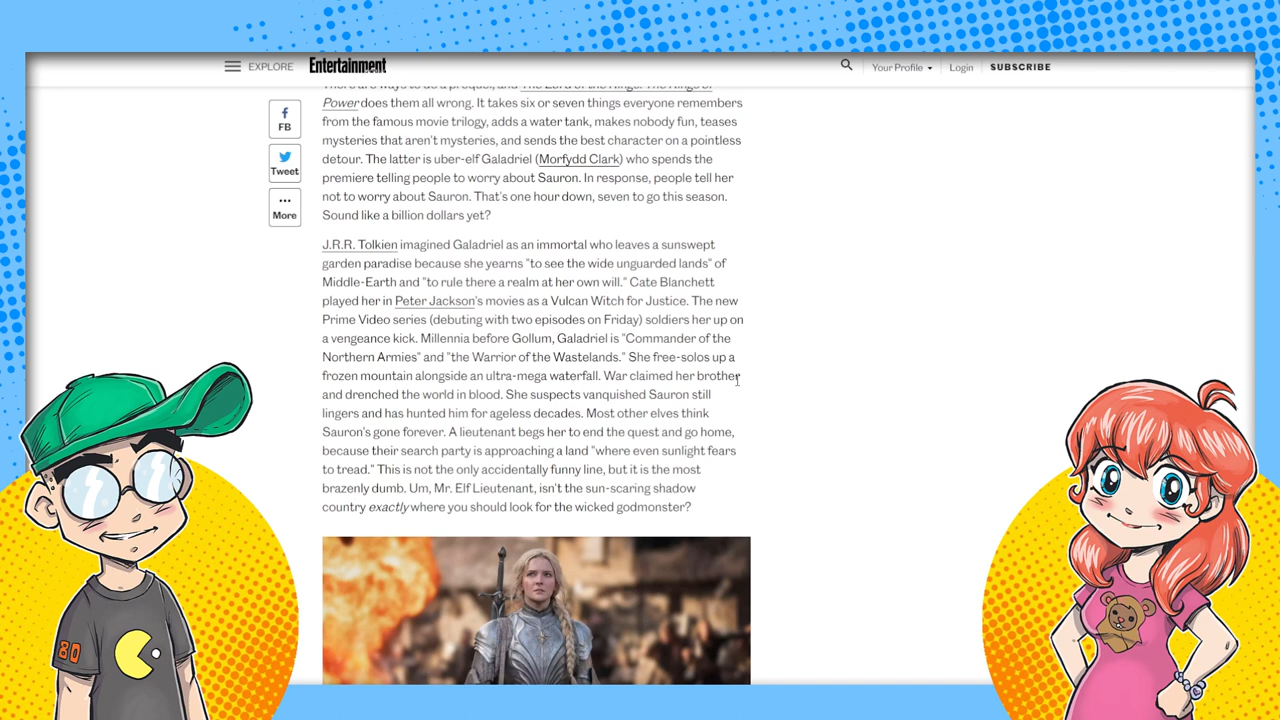 EXPLORE
Entertainment
Your Profile
Login
SUBSCRIBE
There are ways to do a prequel, and The Lord of the Rings: The Rings of
Power does them all wrong. It takes six or seven things everyone remembers
from the famous movie trilogy, adds a water tank, makes nobody fun, teases
mysteries that aren't mysteries, and sends the best character on a pointless
detour. The latter is uber-elf Galadriel (Morfydd Clark) who spends the
premiere telling people to worry about Sauron. In response, people tell her
not to worry about Sauron. That's one hour down, seven to go this season.
Sound like a billion dollars yet?
FB
Tweet
More
J.R.R. Tolkien imagined Galadriel as an immortal who leaves a sunswept
garden paradise because she yearns "to see the wide unguarded lands" of
Middle-Earth and "to rule there a realm at her own will." Cate Blanchett
played her in Peter Jackson's movies as a Vulcan Witch for Justice. The new
Prime Video series (debuting with two episodes on Friday) soldiers her up on
a vengeance kick. Millennia before Gollum, Galadriel is "Commander of the
Northern Armies" and "the Warrior of the Wastelands." She free-solos up a
frozen mountain alongside an ultra-mega waterfall. War claimed her brother
and drenched the world in blood. She suspects vanquished Sauron still
lingers and has hunted him for ageless decades. Most other elves think
Sauron's gone forever. A lieutenant begs her to end the quest and go home,
because their search party is approaching a land "where even sunlight fears
to tread." This is not the only accidentally funny line, but it is the most
brazenly dumb. Um, Mr. Elf Lieutenant, isn't the sun-scaring shadow
country exactly where you should look for the wicked godmonster?
80